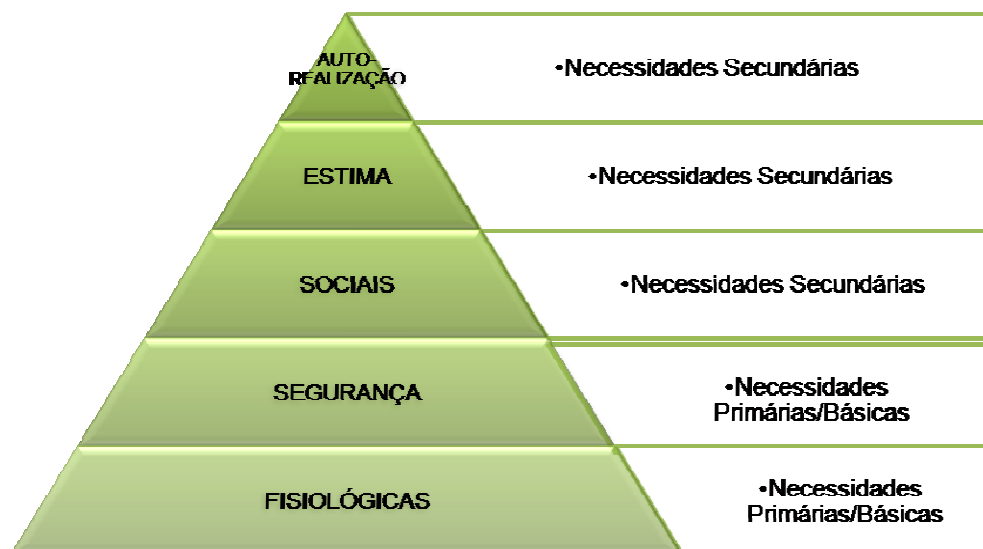 AUTO-
REALIZAÇÃO
•Necessidades Secundárias
ESTIMA
•Necessidades Secundárias
SOCIAIS
•Necessidades Secundárias
SEGURANÇA
•Necessidades
Primárias/Básicas
FISIOLÓGICAS
•Necessidades
Primárias/Básicas